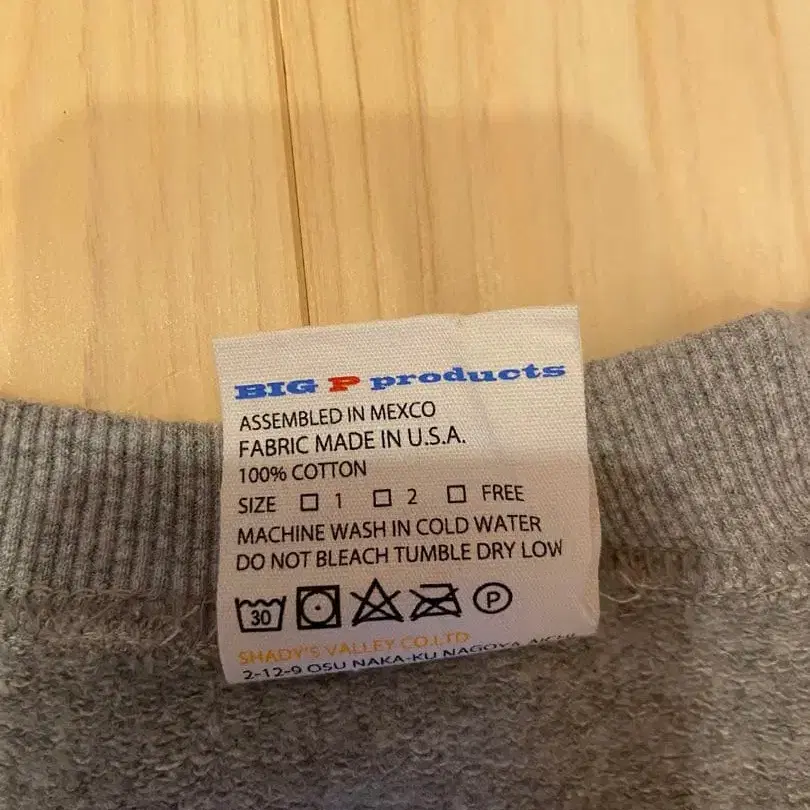 BIG P products
ASSEMBLED IN MEXCO
FABRIC MADE IN U.S.A.
100% COTTON
SIZE □ 1 □ 2 □ FREE
MACHINE WASH IN COLD WATER
DO NOT BLEACH TUMBLE DRY LOW
30 P
SHADY'S VALLEY CO.LTD
2-12-9 OSU NAKA-KU NAGOYA